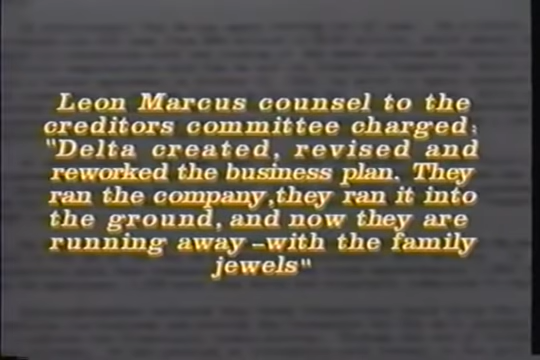 Leon Marcus counsel to the
creditors committee charged:
"Delta created, revised and
reworked the business plan. They
ran the company,they ran it into
the ground, and now they are
running away -with the family
jewels"